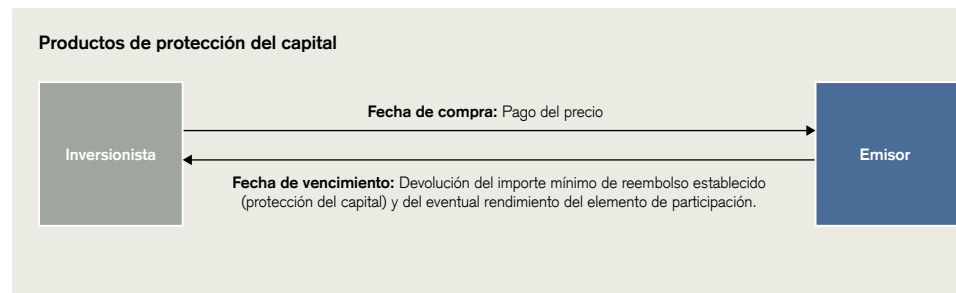 Productos de protección del capital
Fecha de compra: Pago del precio
Inversionista
Emisor
Fecha de vencimiento: Devolución del importe mínimo de reembolso establecido
(protección del capital) y del eventual rendimiento del elemento de participación.